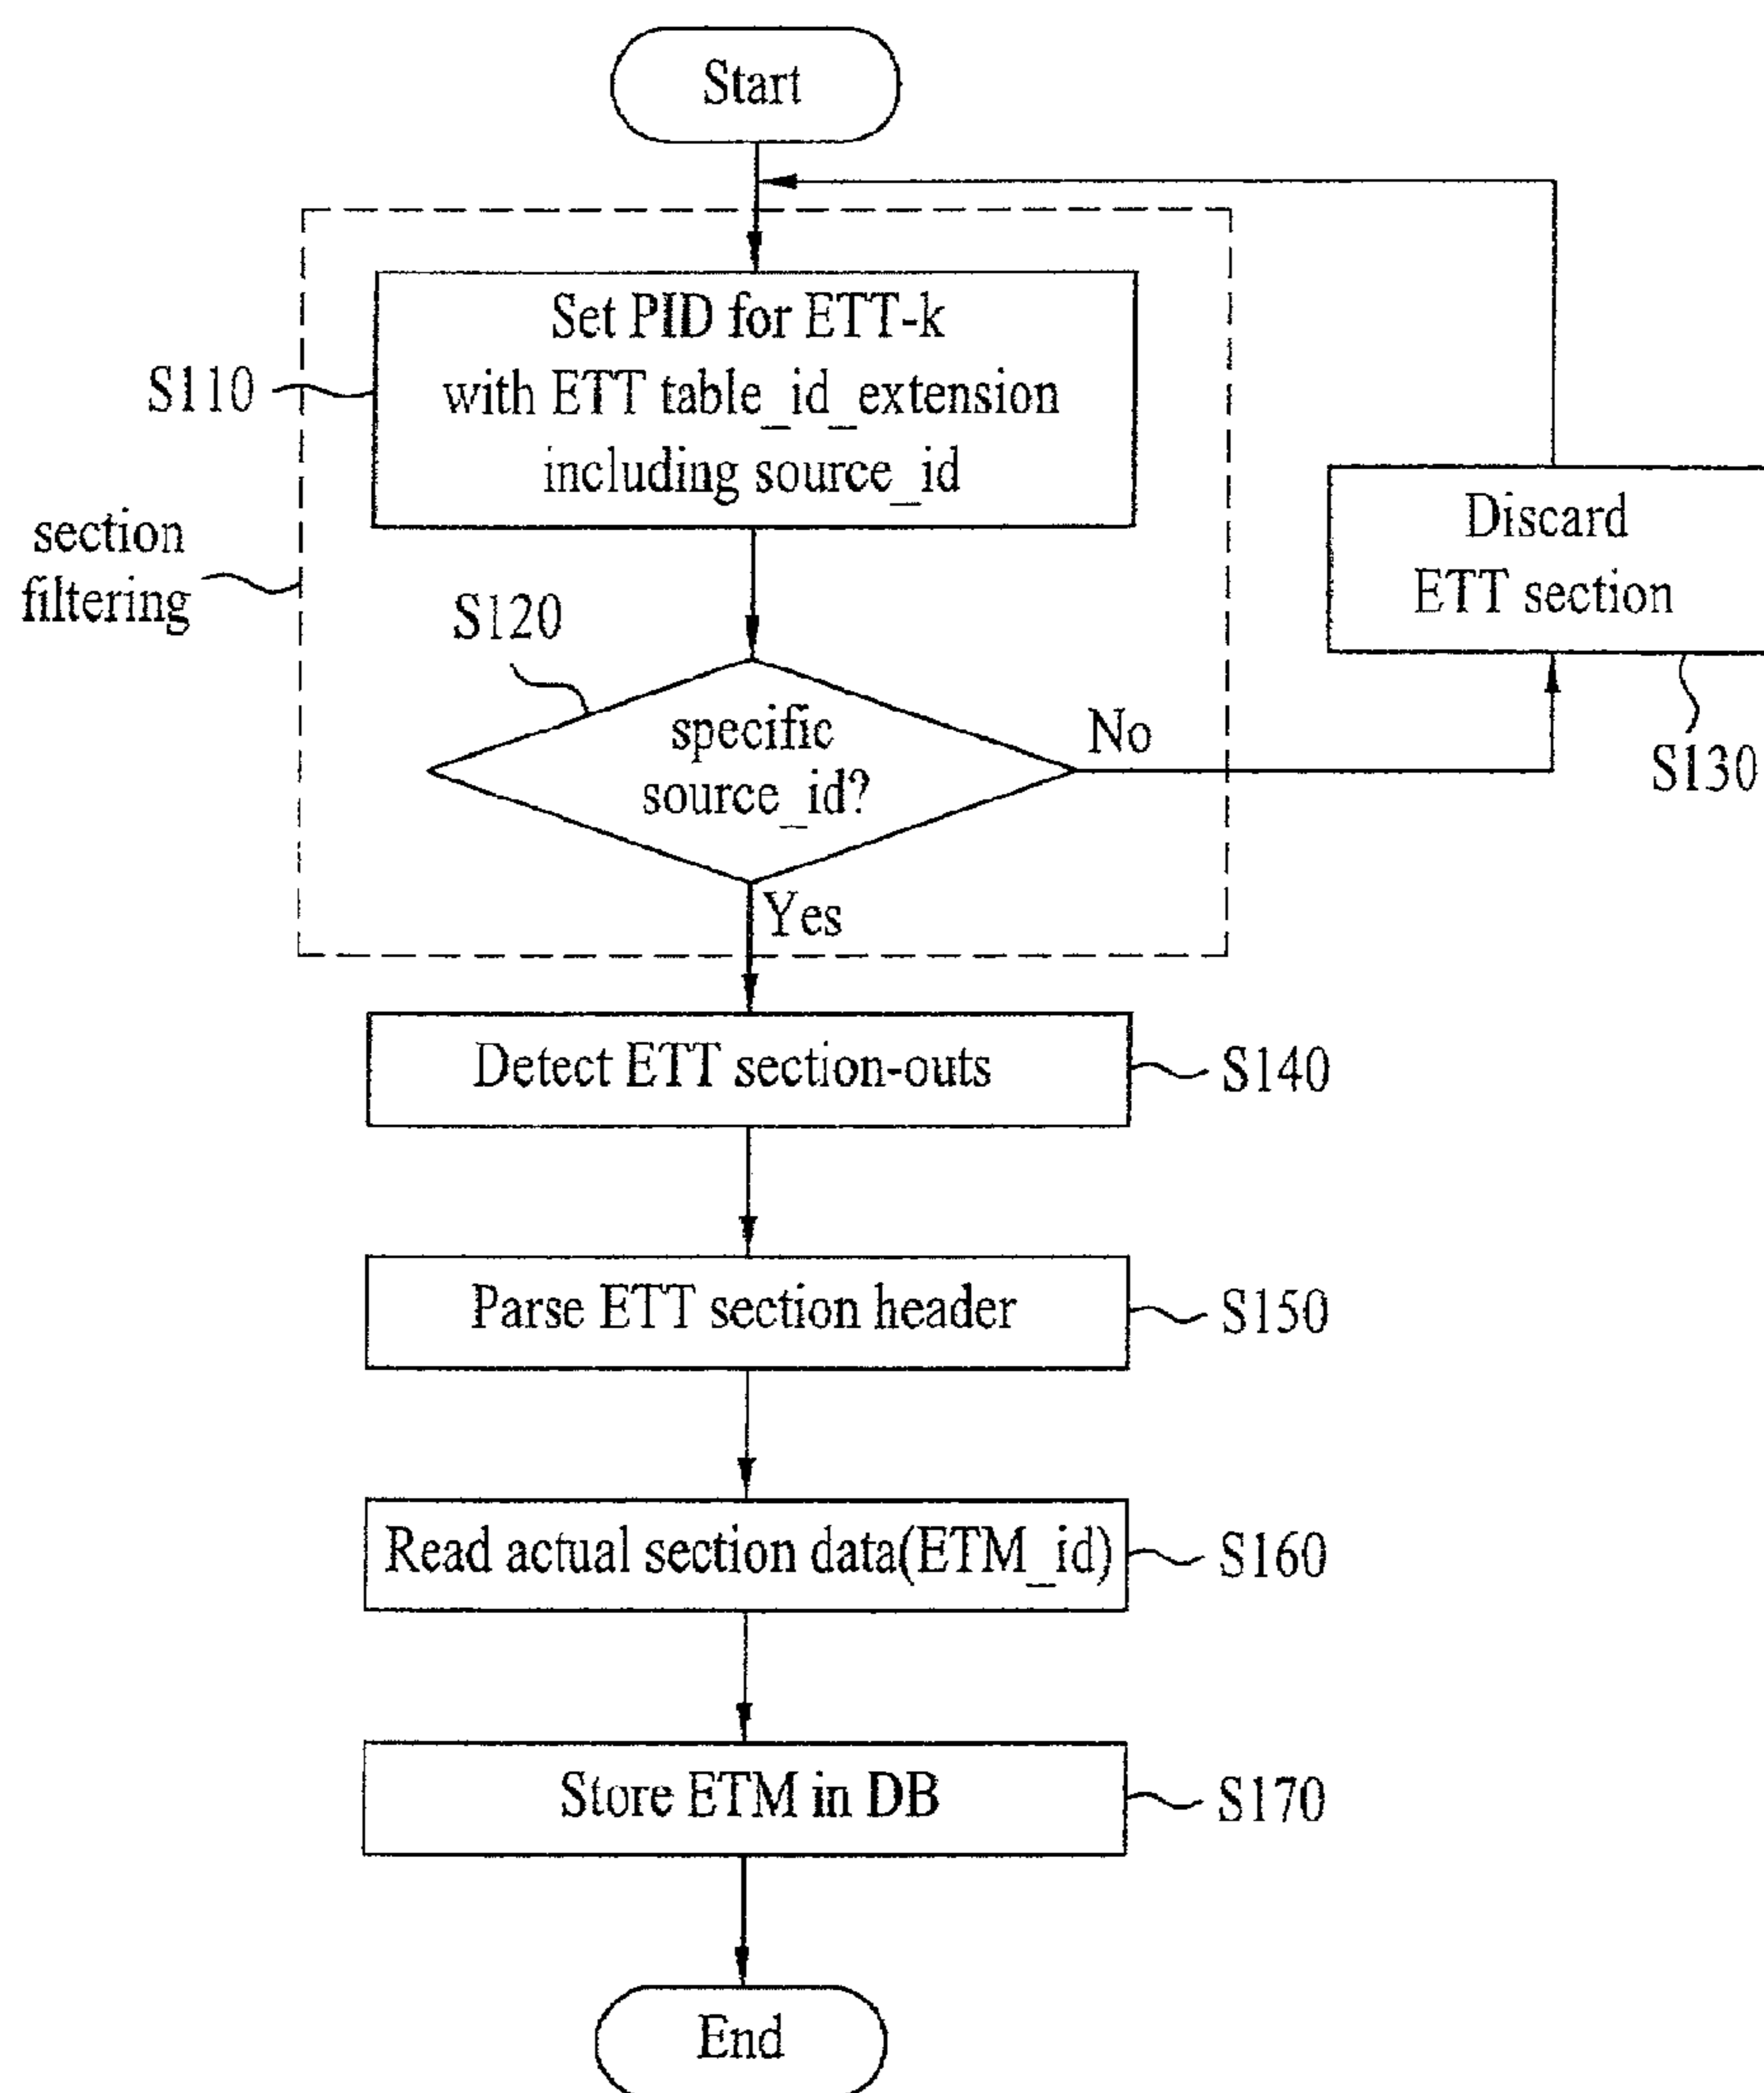 Start
Set PID for ETT-k
with ETT table_id_extension
including source_id
S110
section
filtering
S120
specific
source_id?
No
Yes
Discard
ETT section
S130
Detect ETT section-outs
S140
Parse ETT section header
S150
Read actual section data(ETM_id)
S160
Store ETM in DB
S170
End